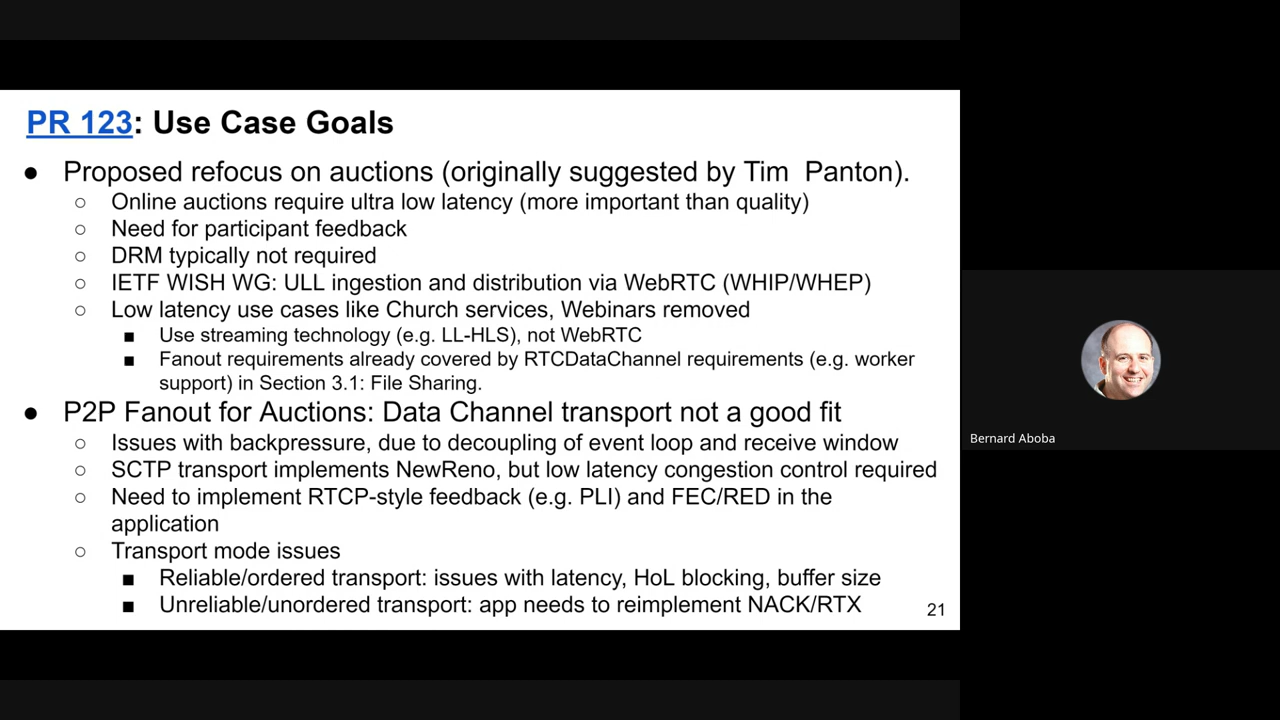 PR 123: Use Case Goals
● Proposed refocus on auctions (originally suggested by Tim  Panton).
○ Online auctions require ultra low latency (more important than quality)
○ Need for participant feedback
○ DRM typically not required
○ IETF WISH WG: ULL ingestion and distribution via WebRTC (WHIP/WHEP)
○ Low latency use cases like Church services, Webinars removed
■ Use streaming technology (e.g. LL-HLS), not WebRTC
■ Fanout requirements already covered by RTCDataChannel requirements (e.g. worker
support) in Section 3.1: File Sharing.
● P2P Fanout for Auctions: Data Channel transport not a good fit
○ Issues with backpressure, due to decoupling of event loop and receive window
○ SCTP transport implements NewReno, but low latency congestion control required
○ Need to implement RTCP-style feedback (e.g. PLI) and FEC/RED in the
application
○ Transport mode issues
■ Reliable/ordered transport: issues with latency, HoL blocking, buffer size
■ Unreliable/unordered transport: app needs to reimplement NACK/RTX
21
Bernard Aboba